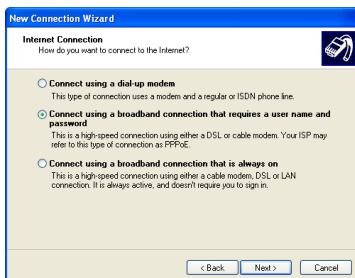 New Connection Wizard
Internet Connection
How do you want to connect to the Internet?
Connect using a dial-up modem
This type of connection uses a modem and a regular or ISDN phone line.
Connect using a broadband connection that requires a user name and
password
This is a high-speed connection using either a DSL or cable modem. Your ISP may
refer to this type of connection as PPPoE.
Connect using a broadband connection that is always on
This is a high-speed connection using either a cable modem, DSL or LAN
connection. It is always active, and doesn't require you to sign in.
< Back
Next >
Cancel